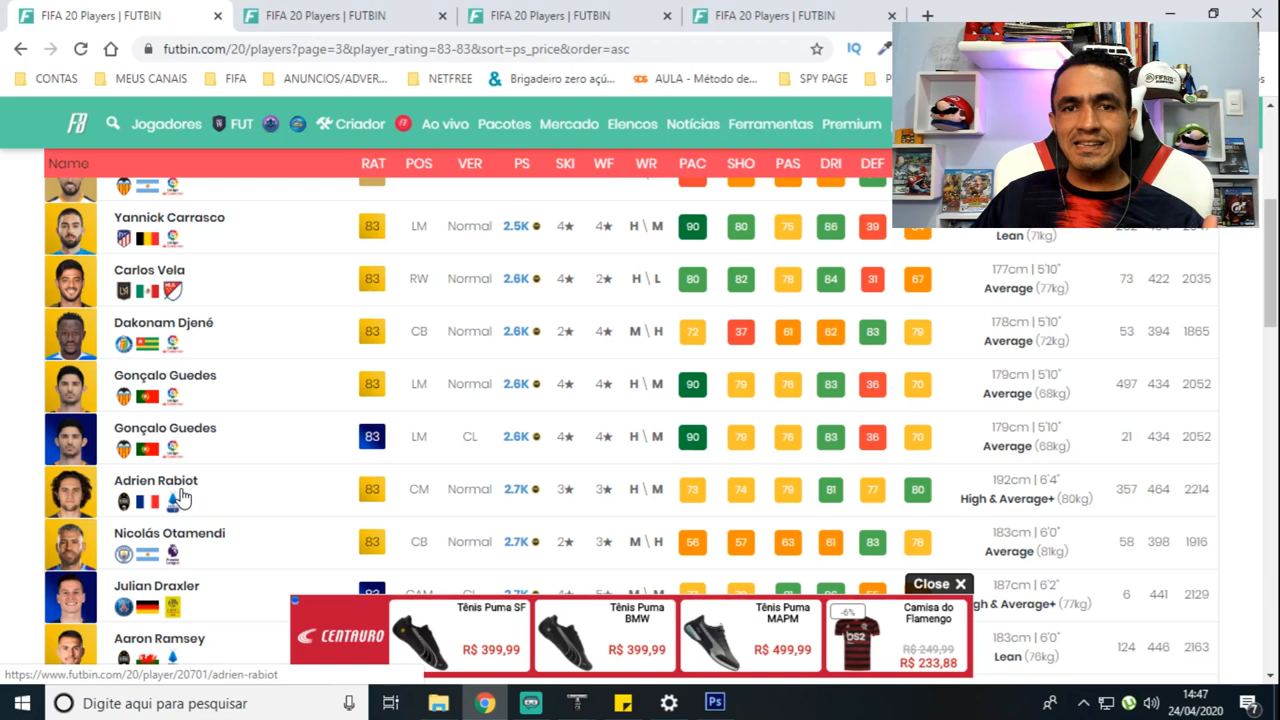 FIFA 20 Players | FUTBIN
FIFA 20 Players | FUTBIN
FIFA 20 Players | FUTBIN
FIFA 20 Players | FUTBIN
CONTAS MEUS CANAIS FIFA ANUNCIOS/ADVER... NETFREE Brigadeiro zero açú... AULA - Método de... SPY PAGE
Jogadores FUT Criador Ao vivo Pacotes Mercado Elencos Notícias Ferramentas Premium
Name RAT POS VER PS SKI WF WR PAC SHO PAS DRI DEF
Yannick Carrasco 83 LM Normal 2.5K 4★ 4★ H \ M 90 80 75 86 39
Lean (71kg)
Carlos Vela 83 RW Normal 2.6K 4★ 2★ H \ L 80 82 78 84 31 67 177cm | 5'10" 73 422 2035
Average (77kg)
Dakonam Djené 83 CB Normal 2.6K 2★ 4★ M \ H 72 37 61 62 83 79 178cm | 5'10" 53 394 1865
Average (72kg)
Gonçalo Guedes 83 LM Normal 2.6K 4★ 4★ H \ M 90 79 76 83 36 70 179cm | 5'10" 497 434 2052
Average (68kg)
Gonçalo Guedes 83 LM CL 2.6K 4★ 4★ H \ M 90 79 76 83 36 70 179cm | 5'10" 21 434 2052
Average (68kg)
Adrien Rabiot 83 CM Normal 2.7K 3★ 3★ H \ M 73 74 79 81 77 80 192cm | 6'4" 357 464 2214
High & Average+ (80kg)
Nicolás Otamendi 83 CB Normal 2.7K 2★ 3★ M \ H 56 57 63 61 83 78 183cm | 6'0" 58 398 1916
Average (81kg)
Julian Draxler 187cm | 6'2" 6 441 2129
Close X
High & Average+ (77kg)
Aaron Ramsey 183cm | 6'0" 124 446 2163
Lean (76kg)
CENTAURO
Tênis Puma SF
R$ 399,99
Tênis Puma BMW
R$ 399,99
Tênis Puma MAPM
R$ 499,99
-6%
Camisa do Flamengo
R$ 249,99
R$ 233,88
https://www.futbin.com/20/player/20701/adrien-rabiot
Digite aqui para pesquisar
14:47
24/04/2020
7